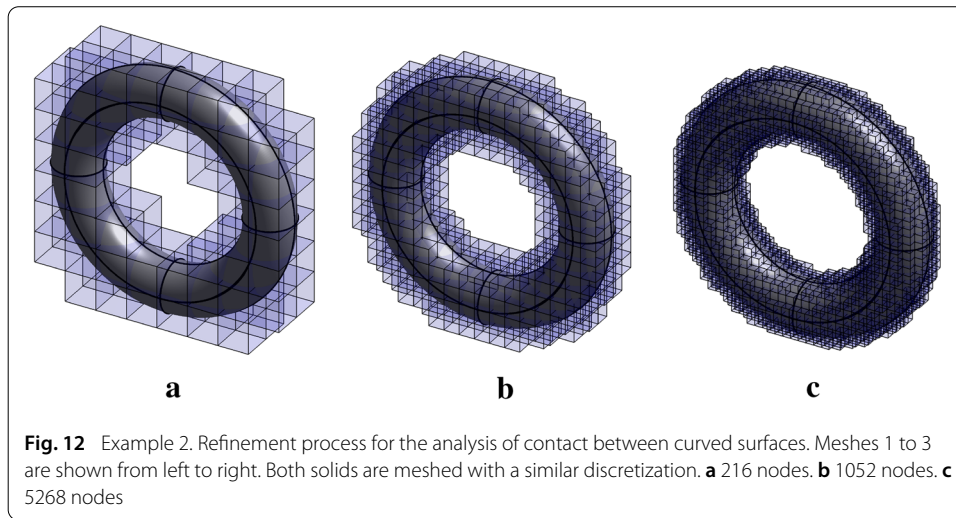 a b c
Fig. 12 Example 2. Refinement process for the analysis of contact between curved surfaces. Meshes 1 to 3
are shown from left to right. Both solids are meshed with a similar discretization. a 216 nodes. b 1052 nodes. c
5268 nodes